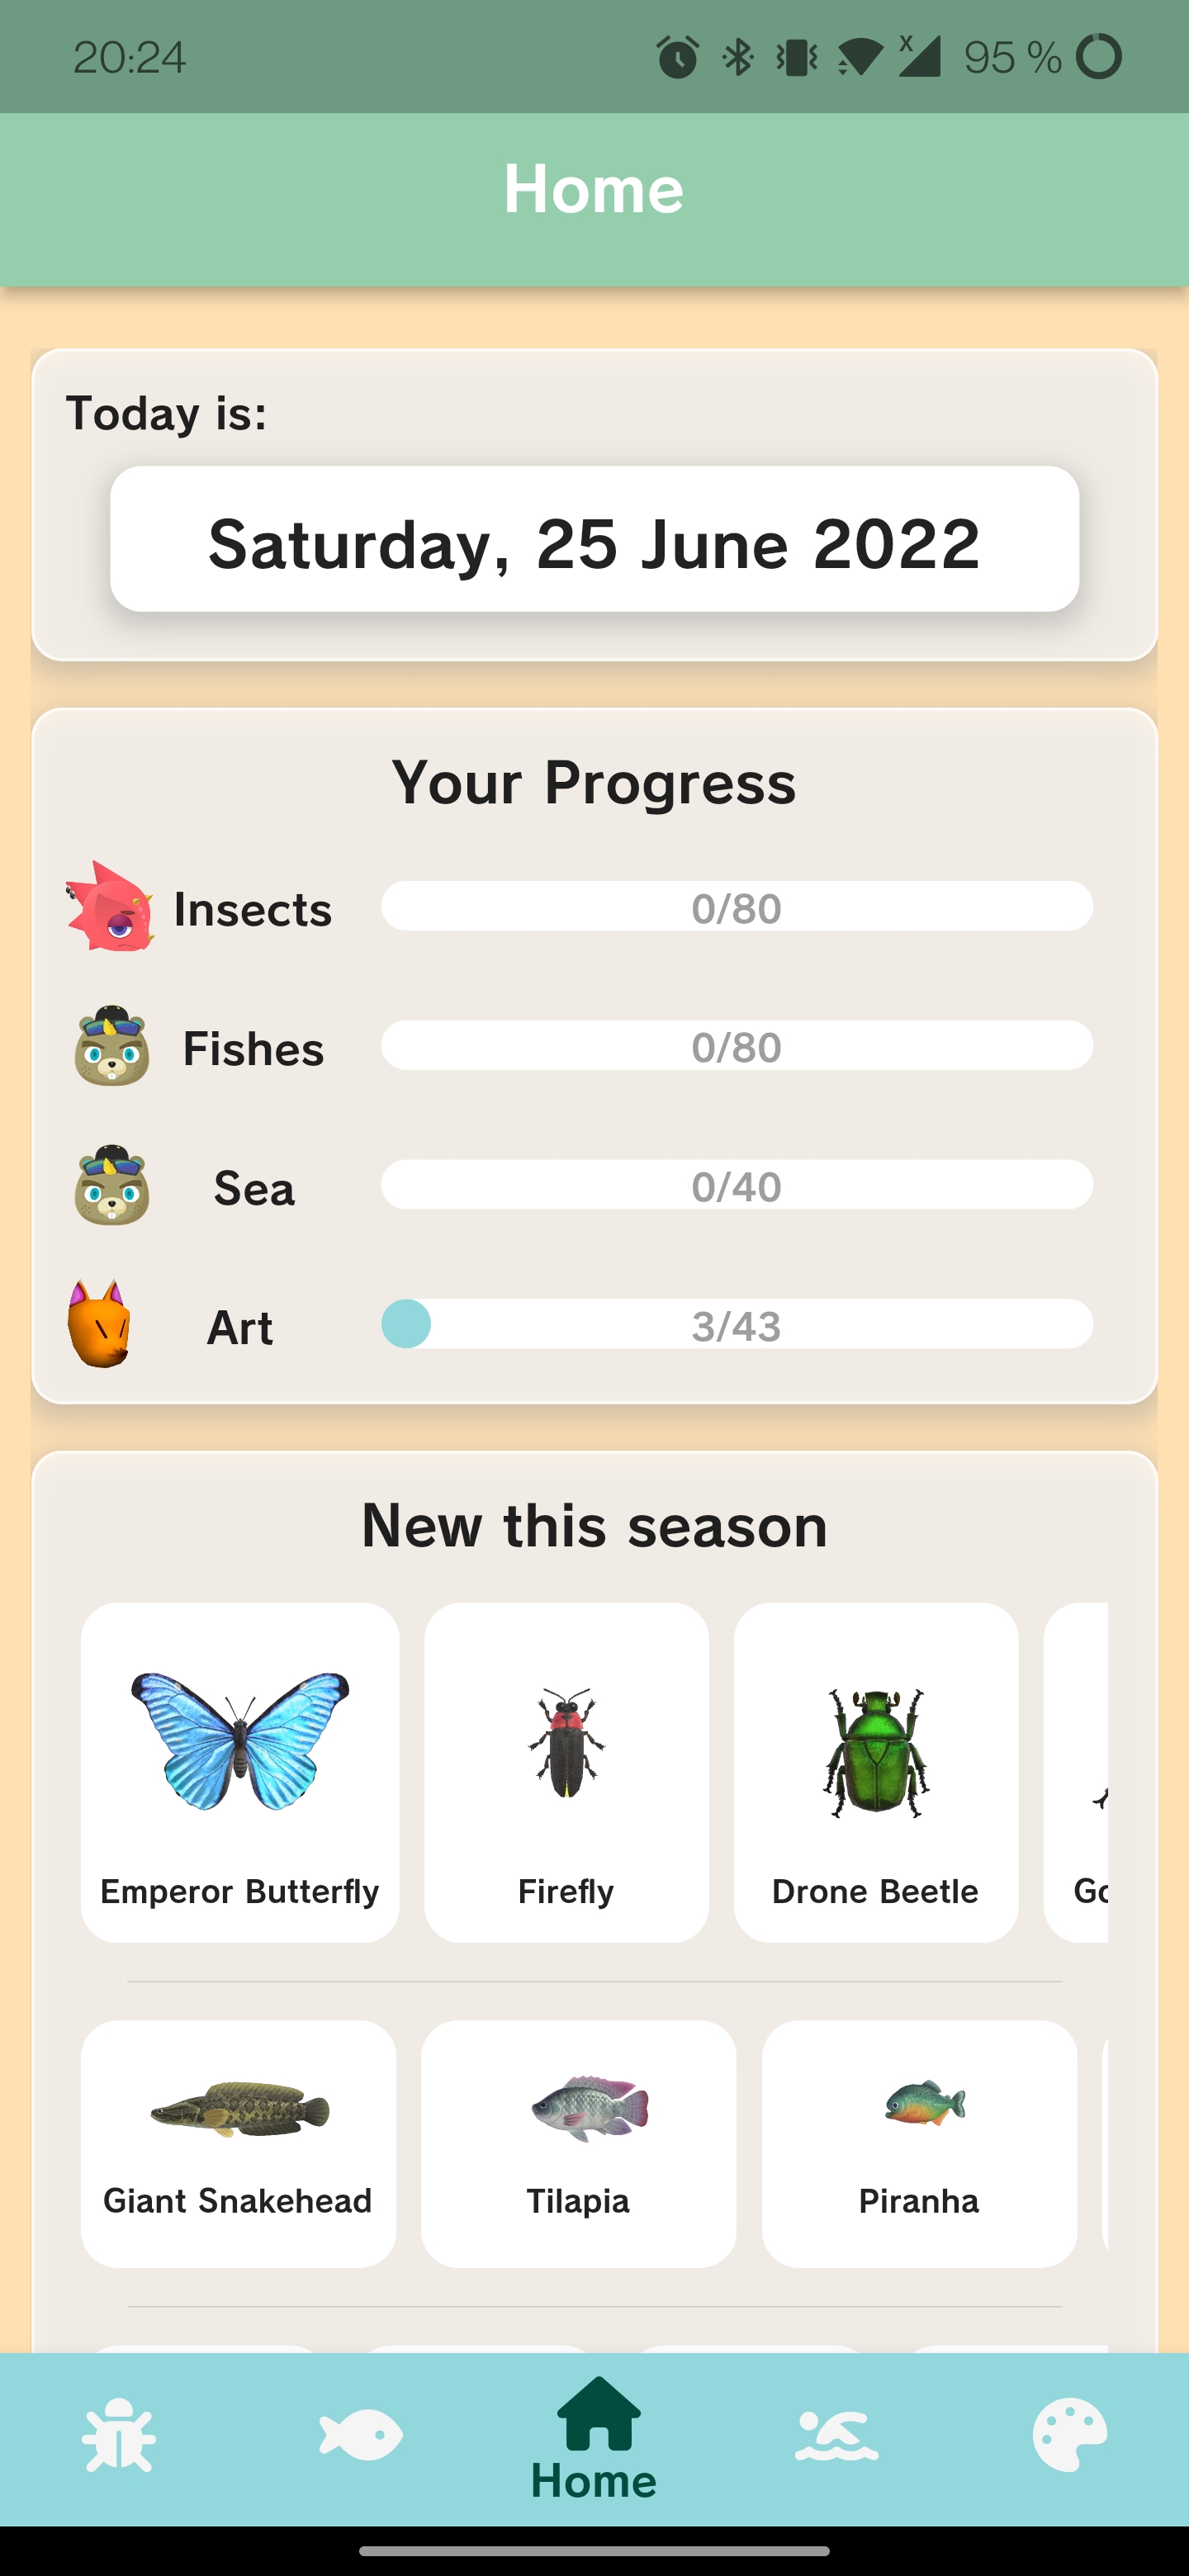 20:24
x
95 %
Home
Today is:
Saturday, 25 June 2022
Your Progress
Insects 0/80
Fishes 0/80
Sea 0/40
Art 3/43
New this season
Emperor Butterfly Firefly Drone Beetle
Giant Snakehead Tilapia Piranha
Home